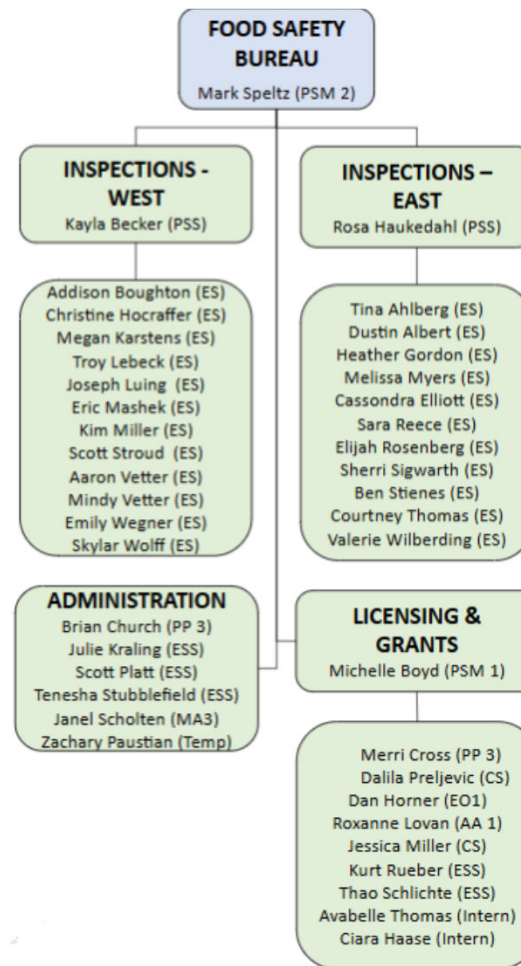 FOOD SAFETY
BUREAU
Mark Speltz (PSM 2)
INSPECTIONS -
WEST
Kayla Becker (PSS)
Addison Boughton (ES)
Christine Hocraffer (ES)
Megan Karstens (ES)
Troy Lebeck (ES)
Joseph Luing (ES)
Eric Mashek (ES)
Kim Miller (ES)
Scott Stroud (ES)
Aaron Vetter (ES)
Mindy Vetter (ES)
Emily Wegner (ES)
Skylar Wolff (ES)
INSPECTIONS –
EAST
Rosa Haukedahl (PSS)
Tina Ahlberg (ES)
Dustin Albert (ES)
Heather Gordon (ES)
Melissa Myers (ES)
Cassondra Elliott (ES)
Sara Reece (ES)
Elijah Rosenberg (ES)
Sherri Sigwarth (ES)
Ben Stienes (ES)
Courtney Thomas (ES)
Valerie Wilberding (ES)
ADMINISTRATION
Brian Church (PP 3)
Julie Kraling (ESS)
Scott Platt (ESS)
Tenesha Stubblefield (ESS)
Janel Scholten (MA3)
Zachary Paustian (Temp)
LICENSING &
GRANTS
Michelle Boyd (PSM 1)
Merri Cross (PP 3)
Dalila Preljevic (CS)
Dan Horner (EO1)
Roxanne Lovan (AA 1)
Jessica Miller (CS)
Kurt Rueber (ESS)
Thao Schlichte (ESS)
Avabelle Thomas (Intern)
Ciara Haase (Intern)